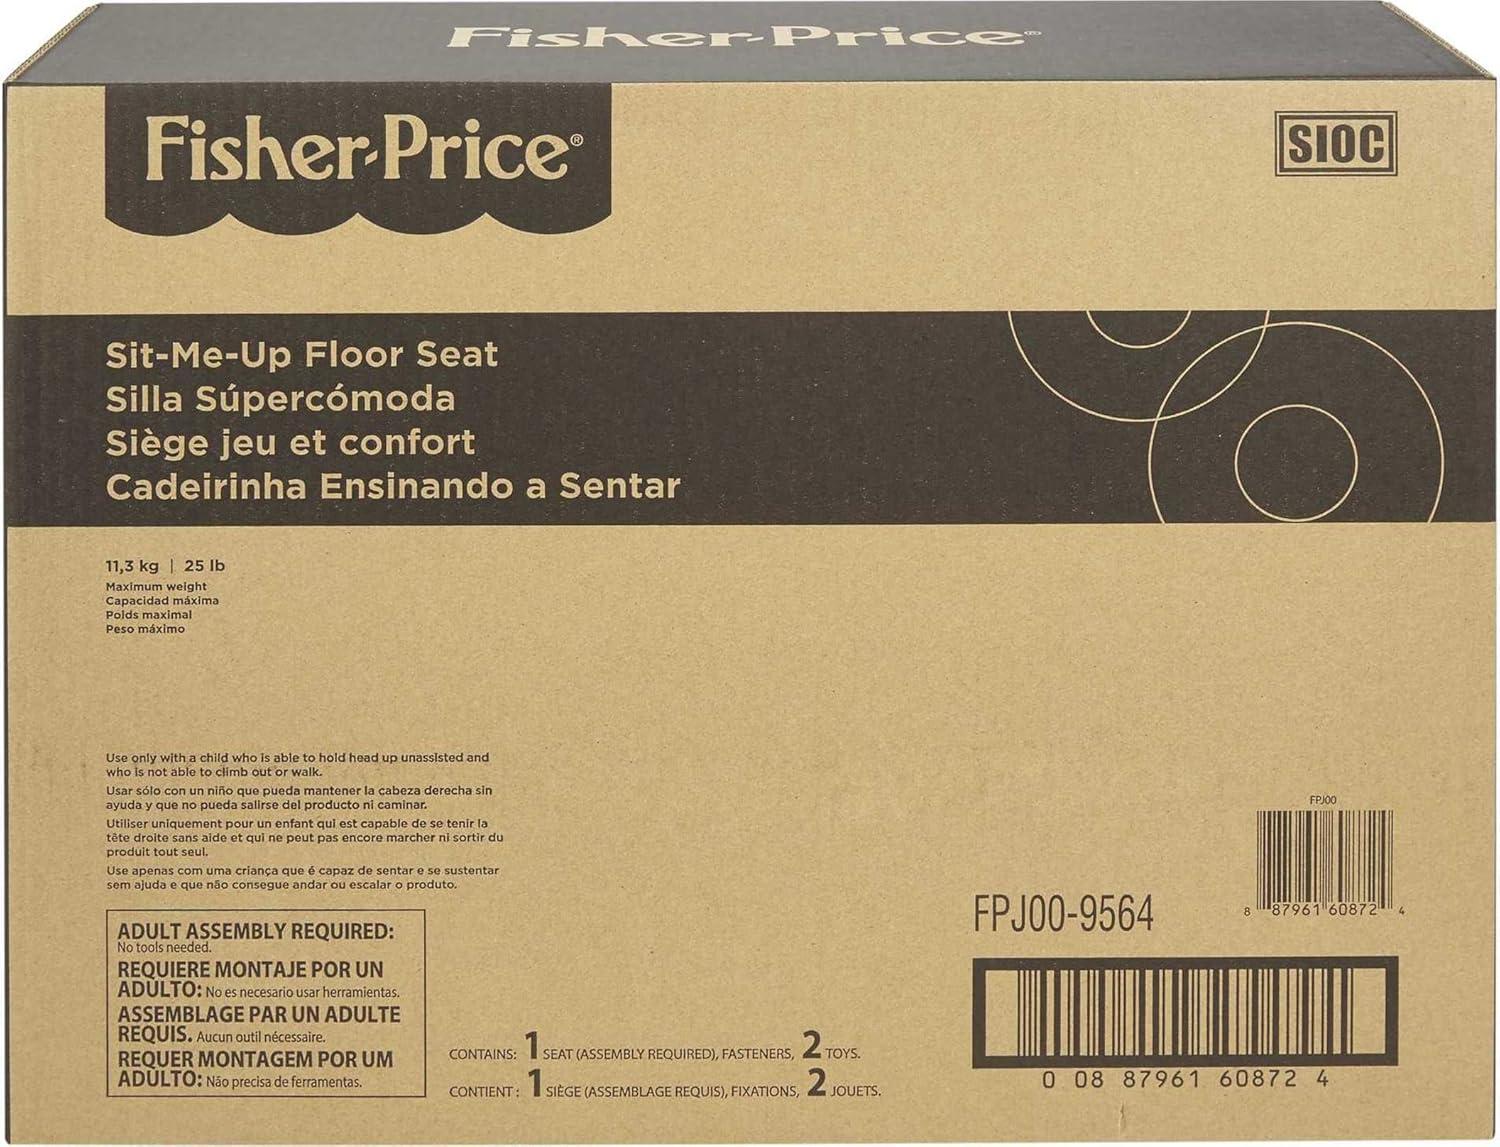 Fisher-Price®
Fisher-Price®
SIOC
Sit-Me-Up Floor Seat
Silla Súpercómoda
Siège jeu et confort
Cadeirinha Ensinando a Sentar
11,3 kg | 25 lb
Maximum weight
Capacidad máxima
Poids maximal
Peso máximo
Use only with a child who is able to hold head up unassisted and
who is not able to climb out or walk.
Usar sólo con un niño que pueda mantener la cabeza derecha sin
ayuda y que no pueda salirse del producto ni caminar.
Utiliser uniquement pour un enfant qui est capable de se tenir la
tête droite sans aide et qui ne peut pas encore marcher ni sortir du
produit tout seul.
Use apenas com uma criança que é capaz de sentar e se sustentar
sem ajuda e que não consegue andar ou escalar o produto.
ADULT ASSEMBLY REQUIRED:
No tools needed.
REQUIERE MONTAJE POR UN
ADULTO: No es necesario usar herramientas.
ASSEMBLAGE PAR UN ADULTE
REQUIS. Aucun outil nécessaire.
REQUER MONTAGEM POR UM
ADULTO: Não precisa de ferramentas.
CONTAINS: 1 SEAT (ASSEMBLY REQUIRED), FASTENERS, 2 TOYS.
CONTIENT : 1 SIÈGE (ASSEMBLAGE REQUIS), FIXATIONS, 2 JOUETS.
FPJ00
8 87961 60872 4
FPJ00-9564
0 08 87961 60872 4